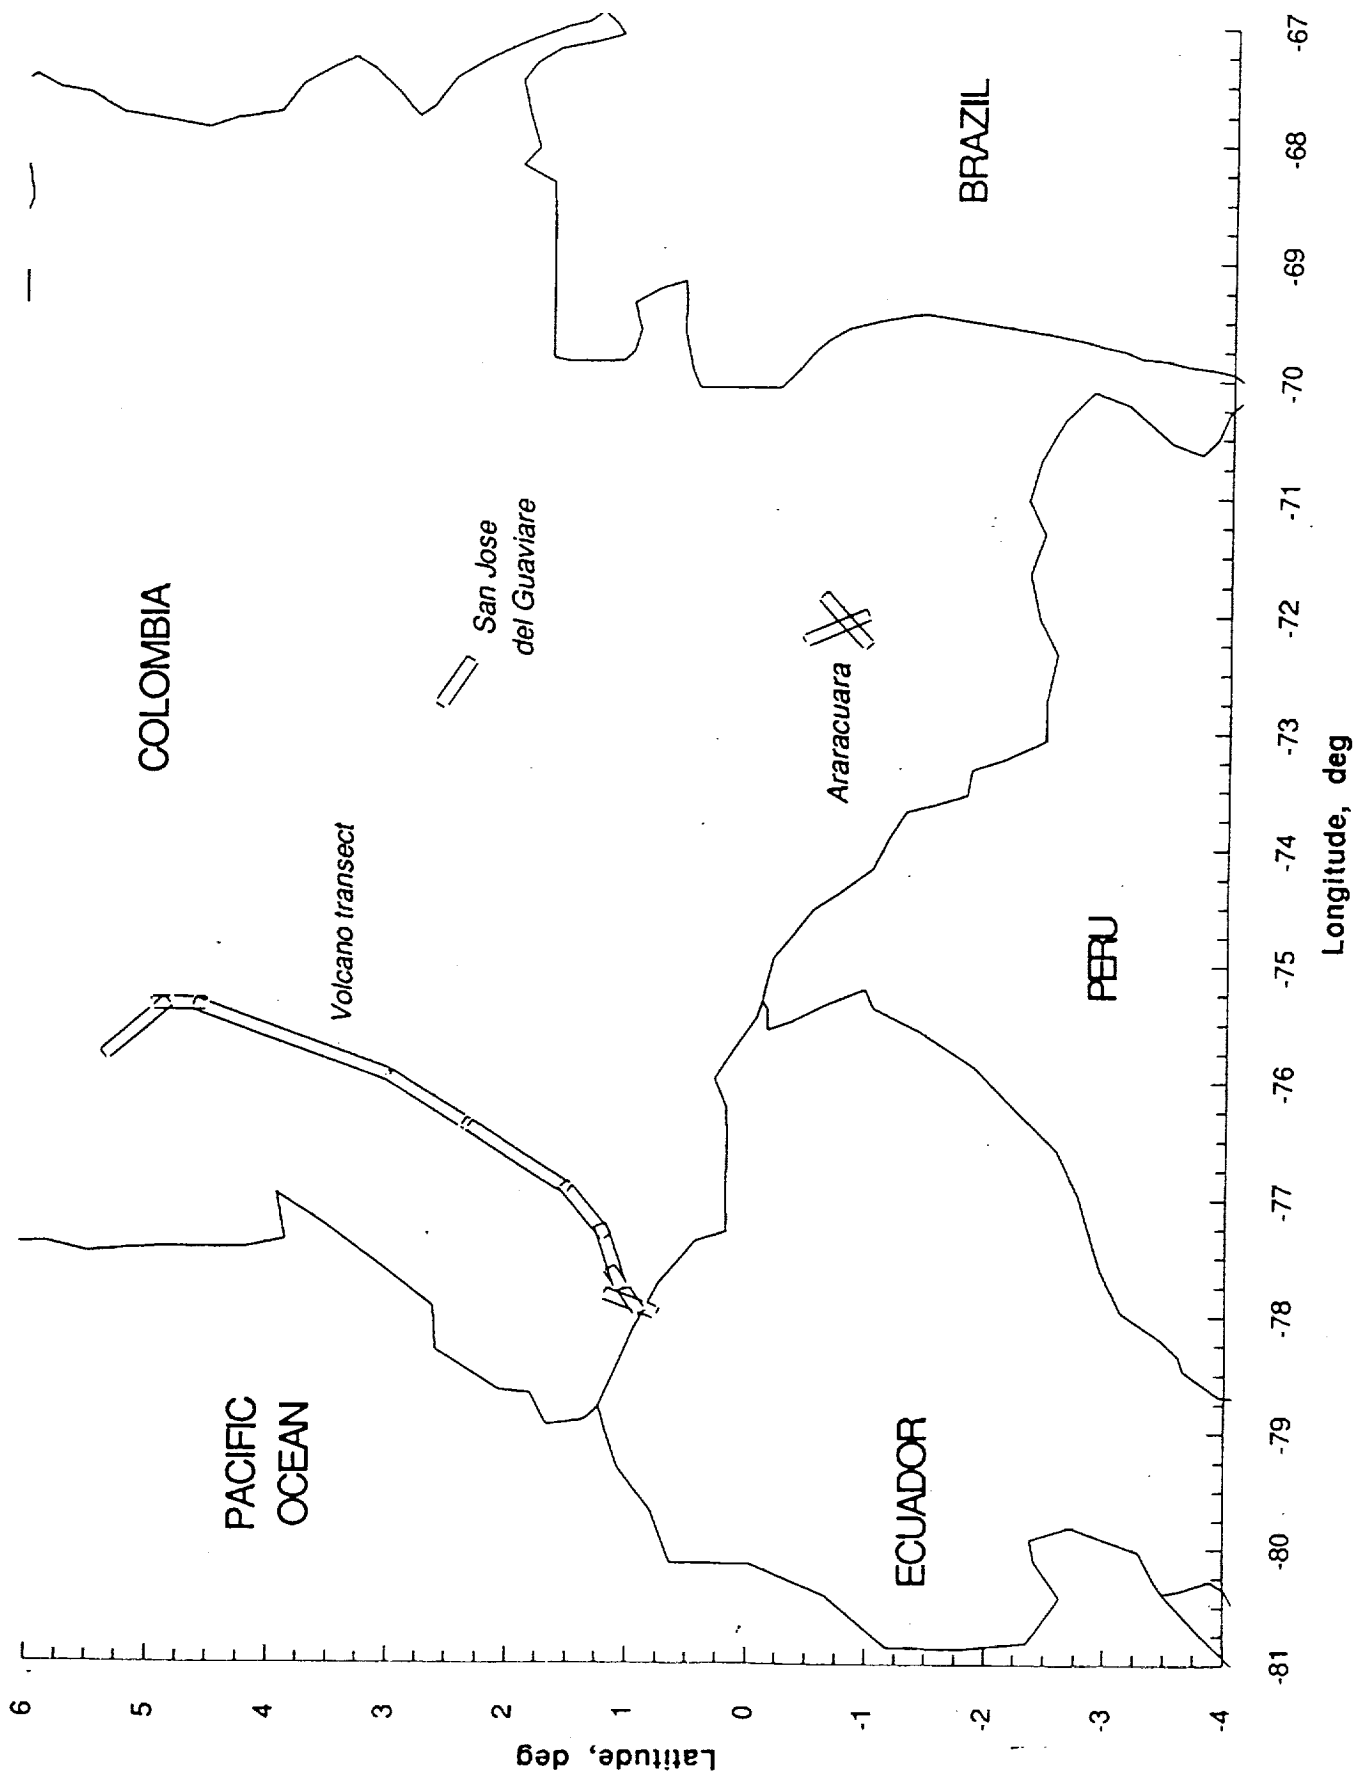 PACIFIC
OCEAN
COLOMBIA
Volcano transect
San Jose
del Guaviare
Araracuara
ECUADOR
PERU
BRAZIL
Latitude, deg
6
5
4
3
2
1
0
-1
-2
-3
-4
-81
-80
-79
-78
-77
-76
-75
-74
-73
-72
-71
-70
-69
-68
-67
Longitude, deg